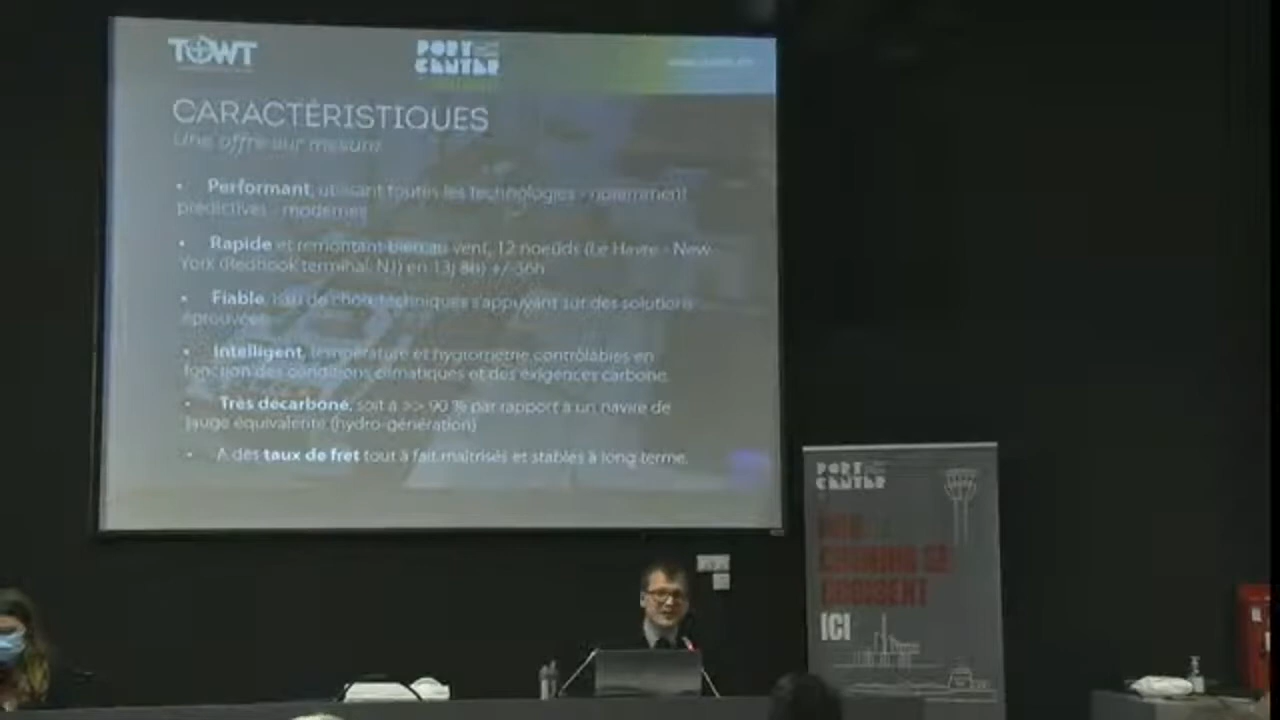 TOWT
PORT
CENTER
CARACTÉRISTIQUES
Une offre sur mesure
• Performant, utilisant toutes les technologies - notamment
prédictives - modernes
• Rapide et remontant bien au vent, 12 noeuds (Le Havre - New-
York (Redhook terminal, NJ) en 13j 8h) +/-36h
• Fiable, de choix techniques s'appuyant sur des solutions
éprouvées
• Intelligent, température et hygrométrie contrôlables en
fonction des conditions climatiques et des exigences carbone.
• Très décarboné, soit à >> 90 % par rapport à un navire de
jauge équivalente (hydro-génération)
• A des taux de fret tout à fait maîtrisés et stables à long terme.
PORT
CENTER
CROISENT
ICI